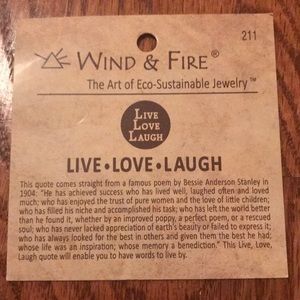 211
WIND & FIRE®
The Art of Eco-Sustainable Jewelry™
LIVE
LOVE
LAUGH
LIVE•LOVE•LAUGH
This quote comes straight from a famous poem by Bessie Anderson Stanley in
1904: "He has achieved success who has lived well, laughed often and loved
much; who has enjoyed the trust of pure women and the love of little children;
who has filled his niche and accomplished his task; who has left the world better
than he found it, whether by an improved poppy, a perfect poem, or a rescued
soul; who has never lacked appreciation of earth's beauty or failed to express it;
who has always looked for the best in others and given them the best he had;
whose life was an inspiration; whose memory a benediction." This Live, Love,
Laugh quote will enable you to have words to live by.